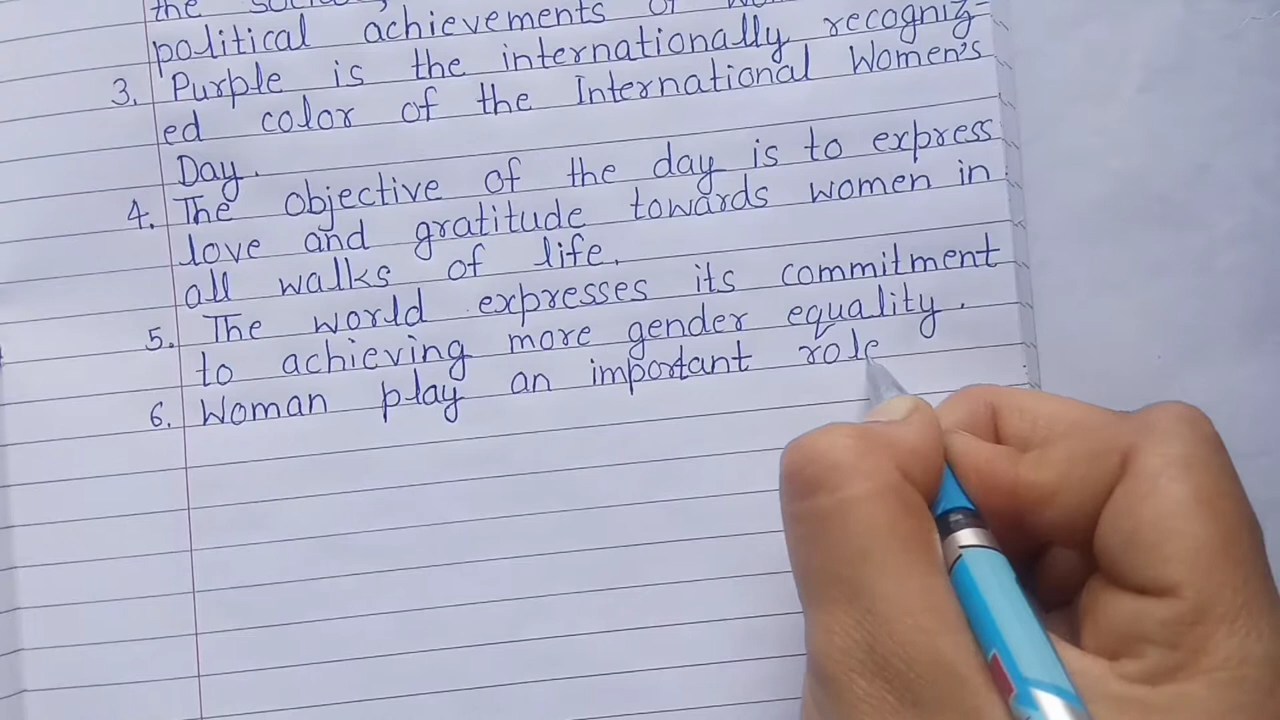 the
political achievements of
3. Purple is the internationally recogniz-
ed color of the International Women's
Day.
4. The objective of the day is to express
love and gratitude towards women in
all walks of life.
5. The world expresses its commitment
to achieving more gender equality.
6. Woman play an important role